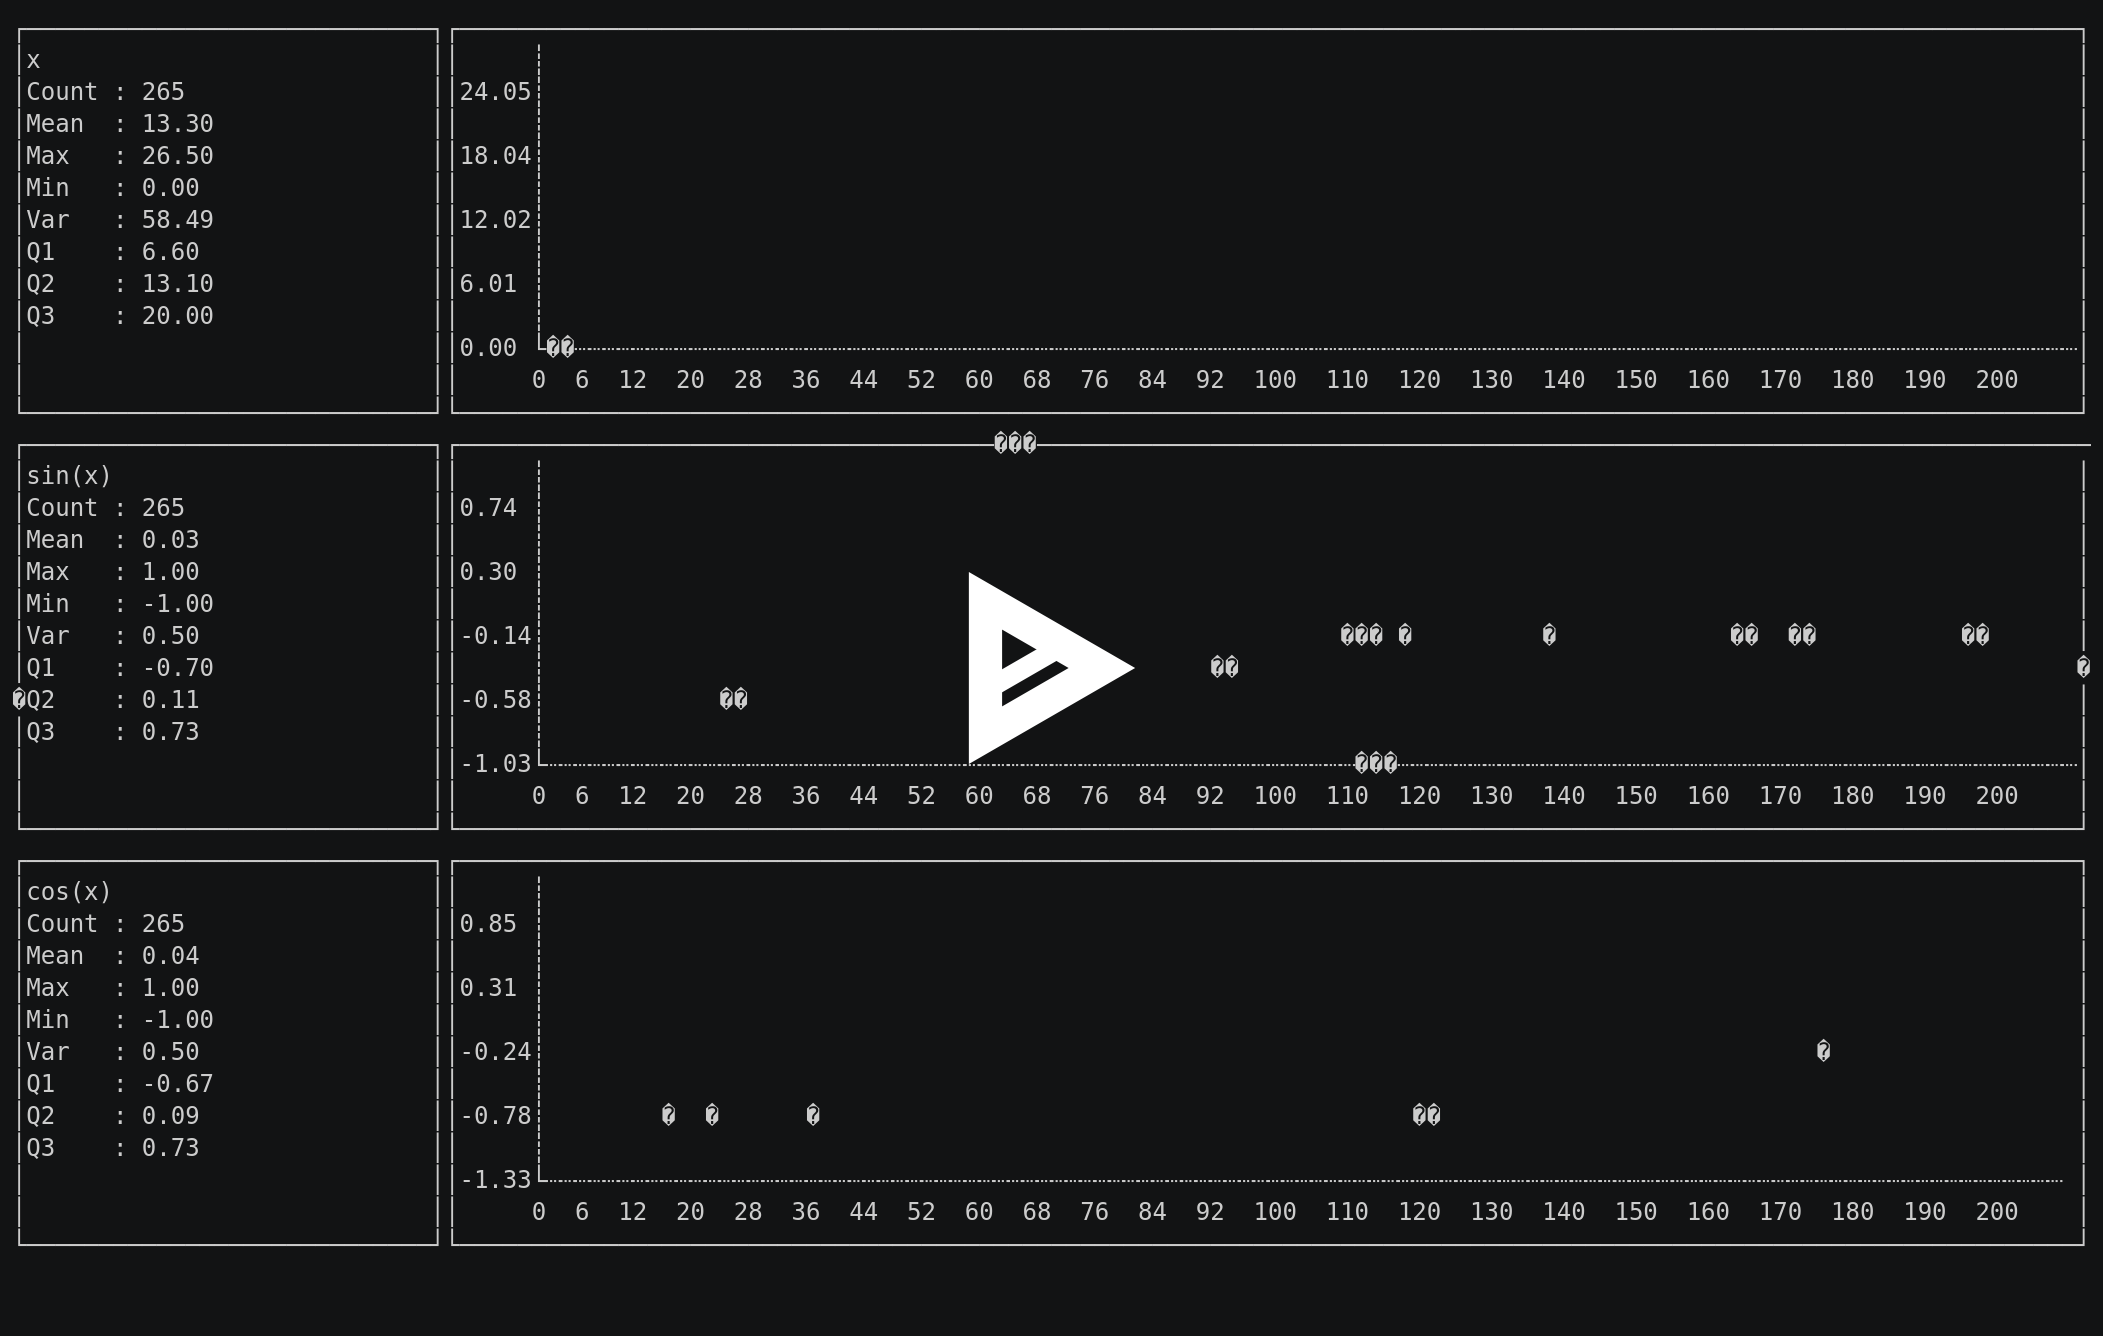 x
Count : 265
Mean  : 13.30
Max   : 26.50
Min   : 0.00
Var   : 58.49
Q1    : 6.60
Q2    : 13.10
Q3    : 20.00
24.05
18.04
12.02
6.01
0.00 ��
0 6 12 20 28 36 44 52 60 68 76 84 92 100 110 120 130 140 150 160 170 180 190 200
���
sin(x)
Count : 265
Mean  : 0.03
Max   : 1.00
Min   : -1.00
Var   : 0.50
Q1    : -0.70
�Q2    : 0.11
Q3    : 0.73
0.74
0.30
-0.14 ��� � � �� �� ��
�� �
-0.58 ��
-1.03 ���
0 6 12 20 28 36 44 52 60 68 76 84 92 100 110 120 130 140 150 160 170 180 190 200
cos(x)
Count : 265
Mean  : 0.04
Max   : 1.00
Min   : -1.00
Var   : 0.50
Q1    : -0.67
Q2    : 0.09
Q3    : 0.73
0.85
0.31
-0.24 �
-0.78 � � � ��
-1.33
0 6 12 20 28 36 44 52 60 68 76 84 92 100 110 120 130 140 150 160 170 180 190 200